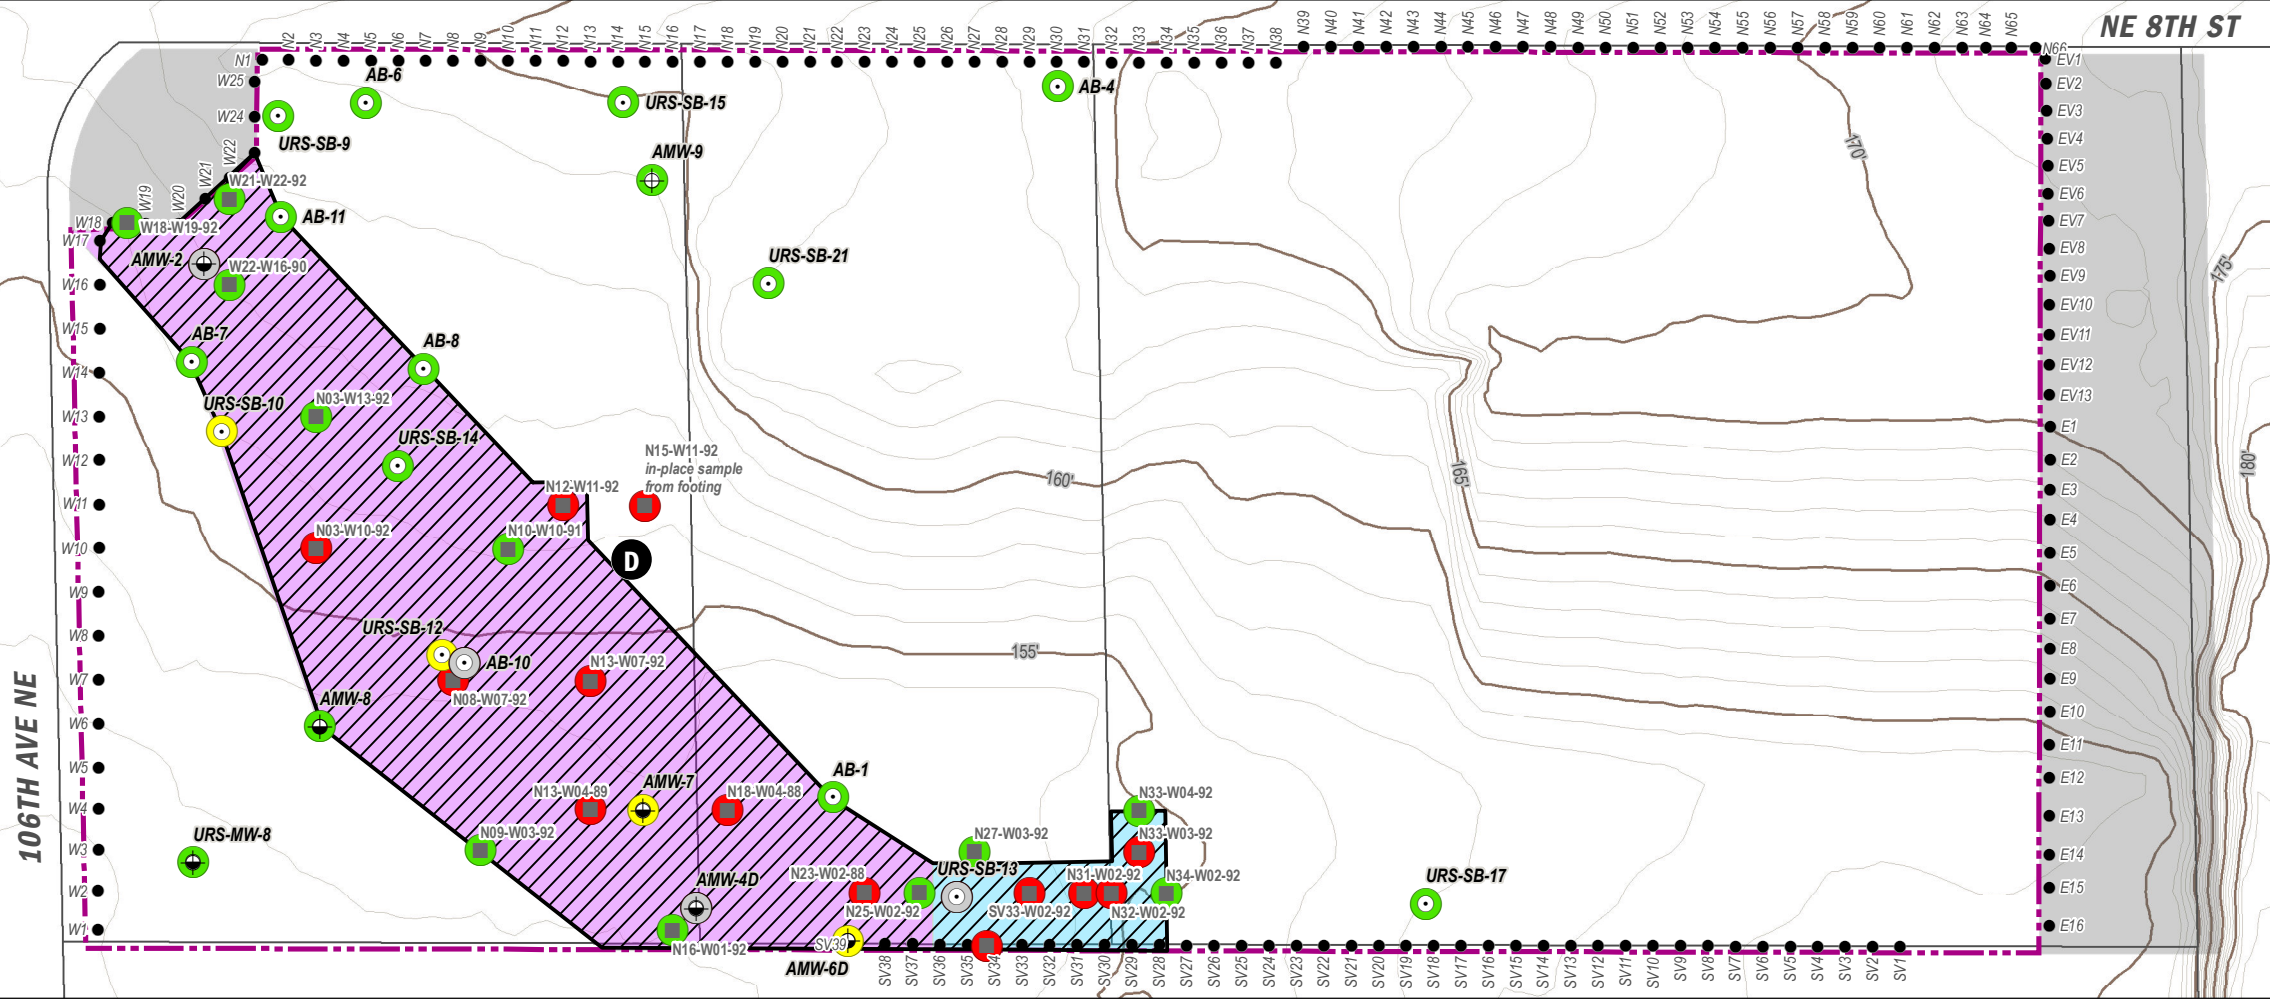 N2 N3 N4 N5 N6 N7 N8 N9 N10 N11 N12 N13 N14 N15 N16 N17 N18 N19 N20 N21 N22 N23 N24 N25 N26 N27 N28 N29 N30 N31 N32 N33 N34 N35 N36 N37 N38 N39 N40 N41 N42 N43 N44 N45 N46 N47 N48 N49 N50 N51 N52 N53 N54 N55 N56 N57 N58 N59 N60 N61 N62 N63 N64 N65
NE 8TH ST
N66
N1
EV1
W25
AB-6
EV2
AB-4
URS-SB-15
EV3
W24
EV4
URS-SB-9
170'
W22
AMW-9
EV5
W21
W21-W22-92
EV6
W19
W20
AB-11
EV7
W18
W18-W19-92
W17
EV8
AMW-2
URS-SB-21
W22-W16-90
175'
EV9
W16
EV10
W15
AB-7
AB-8
EV11
EV12
W14
N03-W13-92
EV13
URS-SB-10
W13
E1
URS-SB-14
N15-W11-92
in-place sample
from footing
W12
E2
180'
160'
165'
N12-W11-92
E3
W11
E4
N03-W10-92
N10-W10-91
W10
E5
D
W9
E6
E7
URS-SB-12
W8
155'
E8
AB-10
N13-W07-92
W7
E9
N08-W07-92
106TH AVE NE
AMW-8
E10
W6
E11
W5
AB-1
E12
AMW-7
N13-W04-89
N18-W04-88
N33-W04-92
W4
E13
URS-MW-8
N09-W03-92
N27-W03-92
N33-W03-92
W3
E14
URS-SB-13
N23-W02-88
N31-W02-92
N34-W02-92
URS-SB-17
AMW-4D
W2
E15
N25-W02-92
SV33-W02-92
N32-W02-92
W1
E16
N16-W01-92
SV39
AMW-6D
SV38 SV37 SV36 SV35 SV34 SV33 SV32 SV31 SV30 SV29 SV28 SV27 SV26 SV25 SV24 SV23 SV22 SV21 SV20 SV19 SV18 SV17 SV16 SV15 SV14 SV13 SV12 SV11 SV10 SV9 SV8 SV7 SV6 SV5 SV4 SV3 SV2 SV1